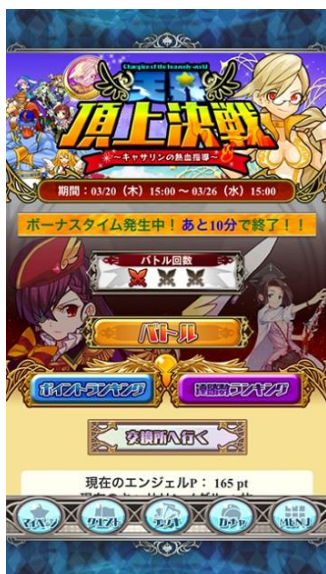 Champion of the heavenly world
天界
頂上決戦
〜キャサリンの熱血指導〜
期間：03/20（木）15:00〜03/26（水）15:00
ボーナスタイム発生中！あと10分で終了！！
バトル回数
バトル
ポイントランキング
連勝数ランキング
交換所へ行く
現在のエンジェルP： 165 pt
マイページ
クエスト
デッキ
ガチャ
MENU